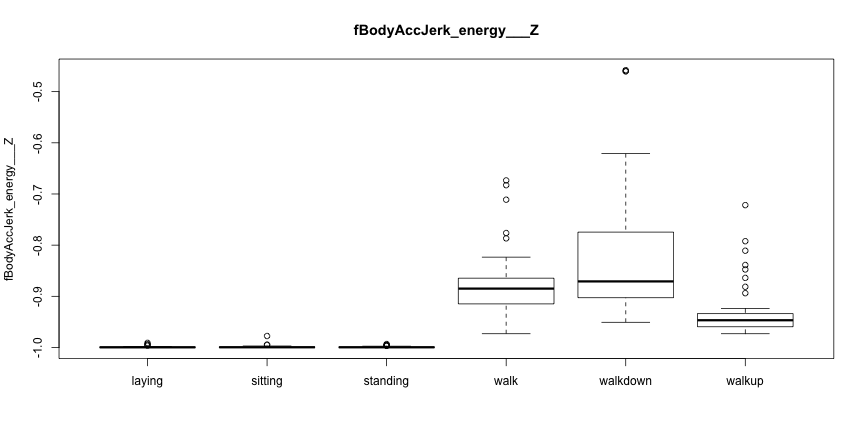 fBodyAccJerk_energy___Z
fBodyAccJerk_energy___Z
-0.5
-0.6
-0.7
-0.8
-0.9
-1.0
laying sitting standing walk walkdown walkup